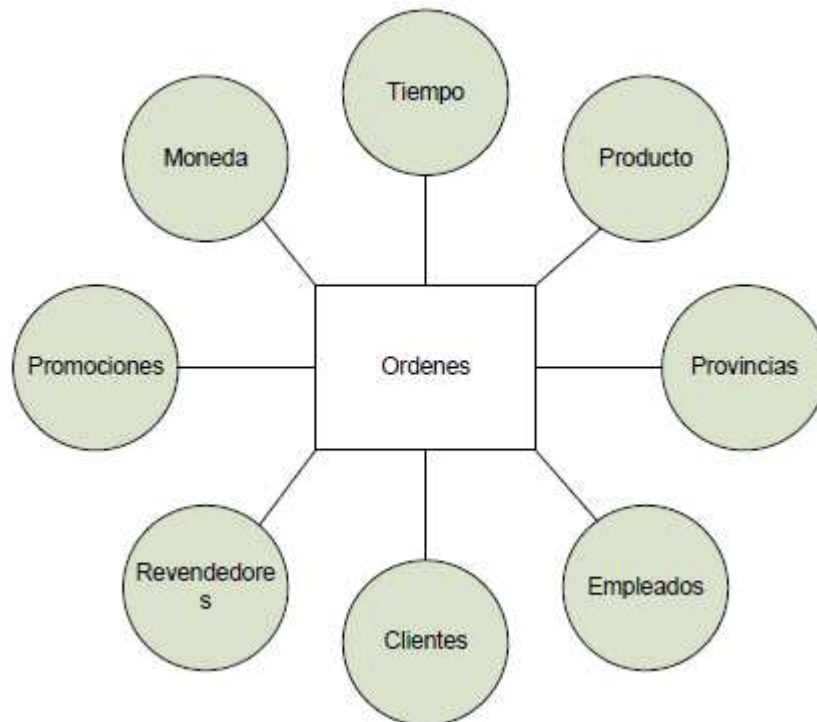 Tiempo
Moneda
Producto
Promociones
Ordenes
Provincias
Revendedore
s
Empleados
Clientes